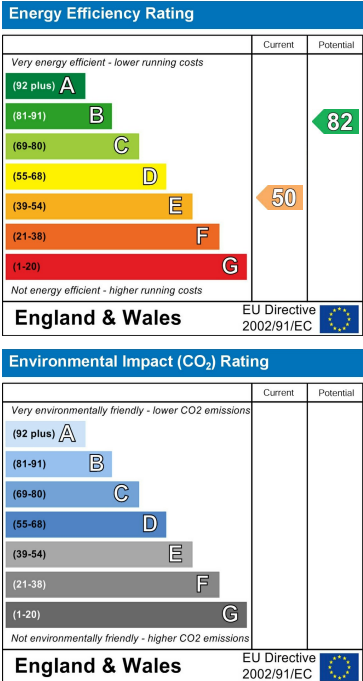 Energy Efficiency Rating
Current Potential
Very energy efficient - lower running costs
(92 plus) A
(81-91) B
82
(69-80) C
(55-68) D
(39-54) E
50
(21-38) F
(1-20) G
Not energy efficient - higher running costs
England & Wales
EU Directive
2002/91/EC
Environmental Impact (CO₂) Rating
Current Potential
Very environmentally friendly - lower CO2 emissions
(92 plus) A
(81-91) B
(69-80) C
(55-68) D
(39-54) E
(21-38) F
(1-20) G
Not environmentally friendly - higher CO2 emissions
England & Wales
EU Directive
2002/91/EC